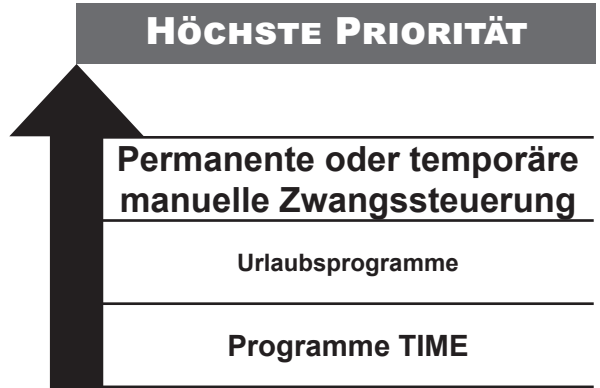 HÖCHSTE PRIORITÄT
Permanente oder temporäre
manuelle Zwangssteuerung
Urlaubsprogramme
Programme TIME